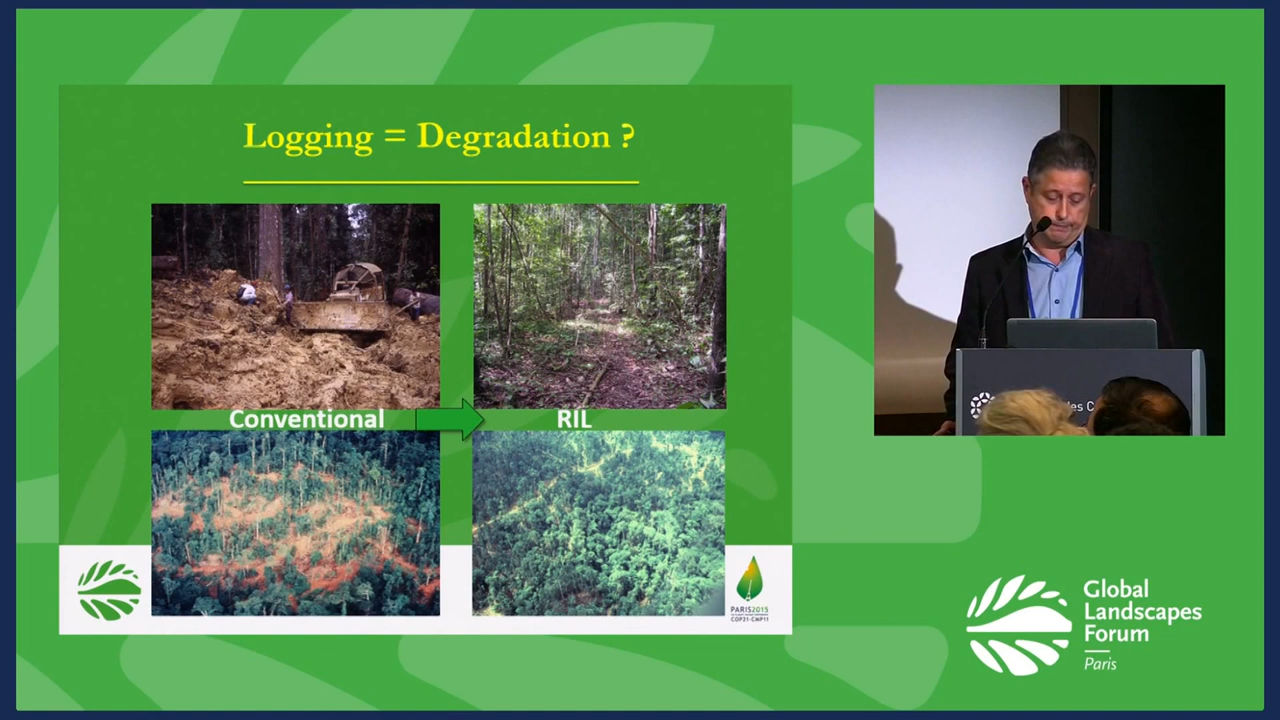 Logging = Degradation ?
Conventional
RIL
PARIS2015
COP21·CMP11
Global
Landscapes
Forum
Paris